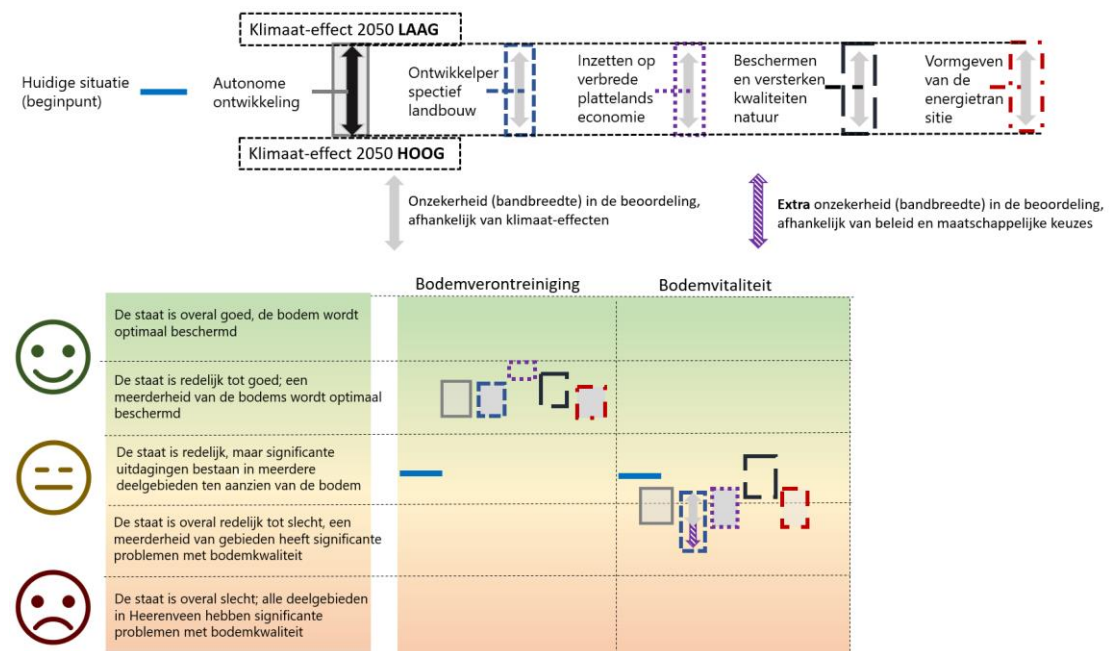 Klimaat-effect 2050 LAAG
Huidige situatie
(beginpunt)
Autonome
ontwikkeling
Ontwikkelper
spectief
landbouw
Inzetten op
verbrede
plattelands
economie
Beschermen
en versterken
kwaliteiten
natuur
Vormgeven
van de
energietran
sitie
Klimaat-effect 2050 HOOG
Onzekerheid (bandbreedte) in de beoordeling,
afhankelijk van klimaat-effecten
Extra onzekerheid (bandbreedte) in de beoordeling,
afhankelijk van beleid en maatschappelijke keuzes
Bodemverontreiniging
Bodemvitaliteit
De staat is overal goed, de bodem wordt
optimaal beschermd
De staat is redelijk tot goed; een
meerderheid van de bodems wordt optimaal
beschermd
De staat is redelijk, maar significante
uitdagingen bestaan in meerdere
deelgebieden ten aanzien van de bodem
De staat is overal redelijk tot slecht, een
meerderheid van gebieden heeft significante
problemen met bodemkwaliteit
De staat is overal slecht; alle deelgebieden
in Heerenveen hebben significante
problemen met bodemkwaliteit